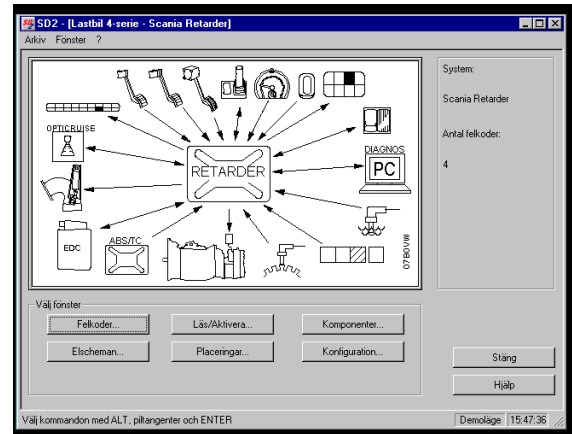 SD2 - [Lastbil 4-serie - Scania Retarder]
Arkiv Fönster ?
OPTICRUISE
RETARDER
DIAGNOS
PC
EDC
ABS/TC
07B0VIII
System:
Scania Retarder
Antal felkoder:
4
Välj fönster
Felkoder... Läs/Aktivera... Komponenter...
Elscheman... Placeringar... Konfiguration...
Stäng
Hjälp
Välj kommandon med ALT, piltangenter och ENTER
Demoläge 15:47:36